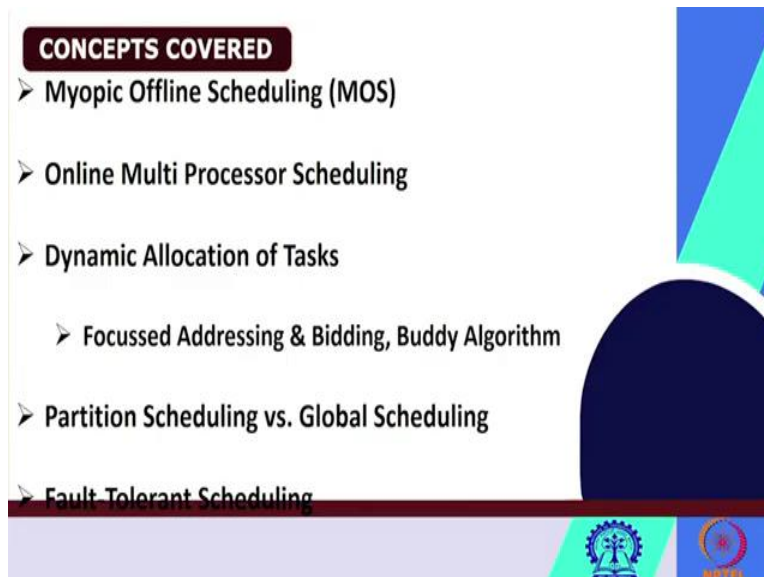 CONCEPTS COVERED
➢ Myopic Offline Scheduling (MOS)
➢ Online Multi Processor Scheduling
➢ Dynamic Allocation of Tasks
➢ Focussed Addressing & Bidding, Buddy Algorithm
➢ Partition Scheduling vs. Global Scheduling
➢ Fault-Tolerant Scheduling
NPTEL